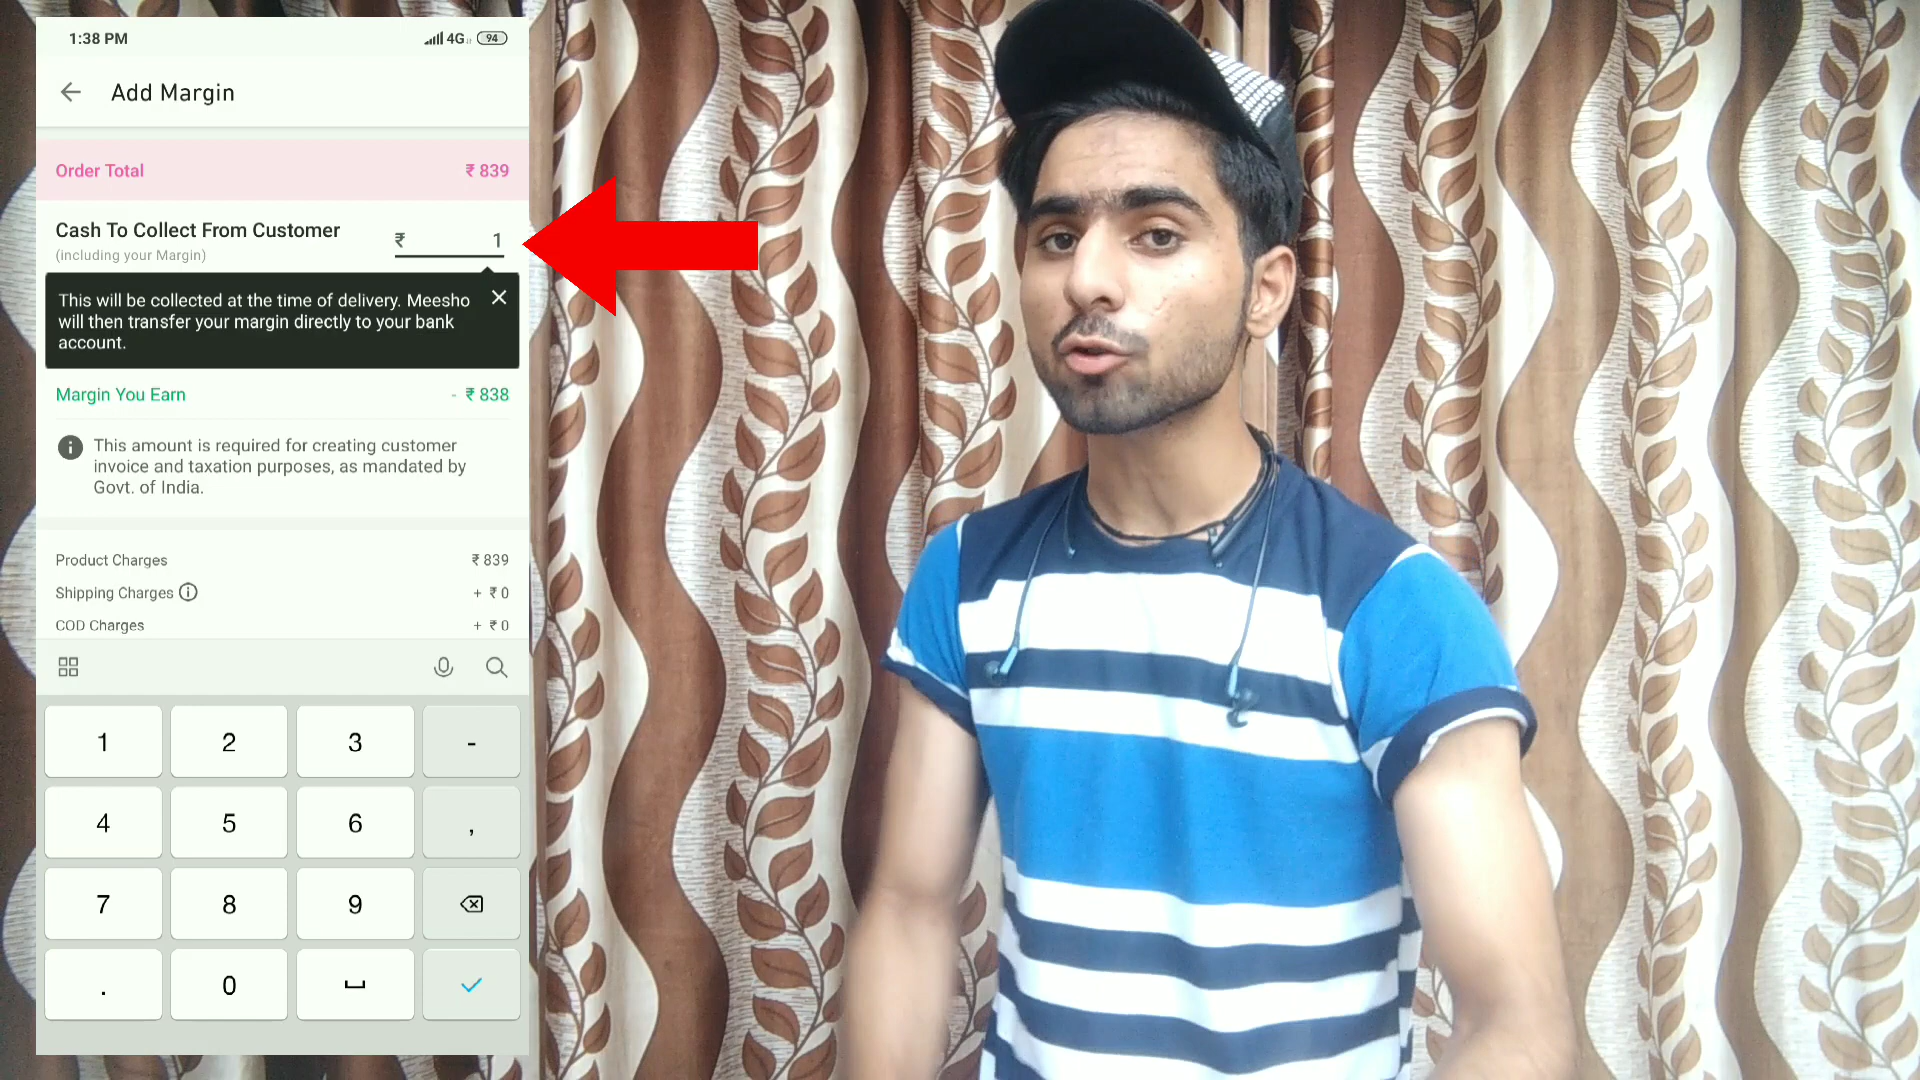 1:38 PM 4G 94
Add Margin
Order Total ₹ 839
Cash To Collect From Customer ₹ 1
(including your Margin)
This will be collected at the time of delivery. Meesho
will then transfer your margin directly to your bank
account.
Margin You Earn - ₹ 838
This amount is required for creating customer
invoice and taxation purposes, as mandated by
Govt. of India.
Product Charges ₹ 839
Shipping Charges + ₹ 0
COD Charges + ₹ 0
1 2 3 -
4 5 6 ,
7 8 9
. 0